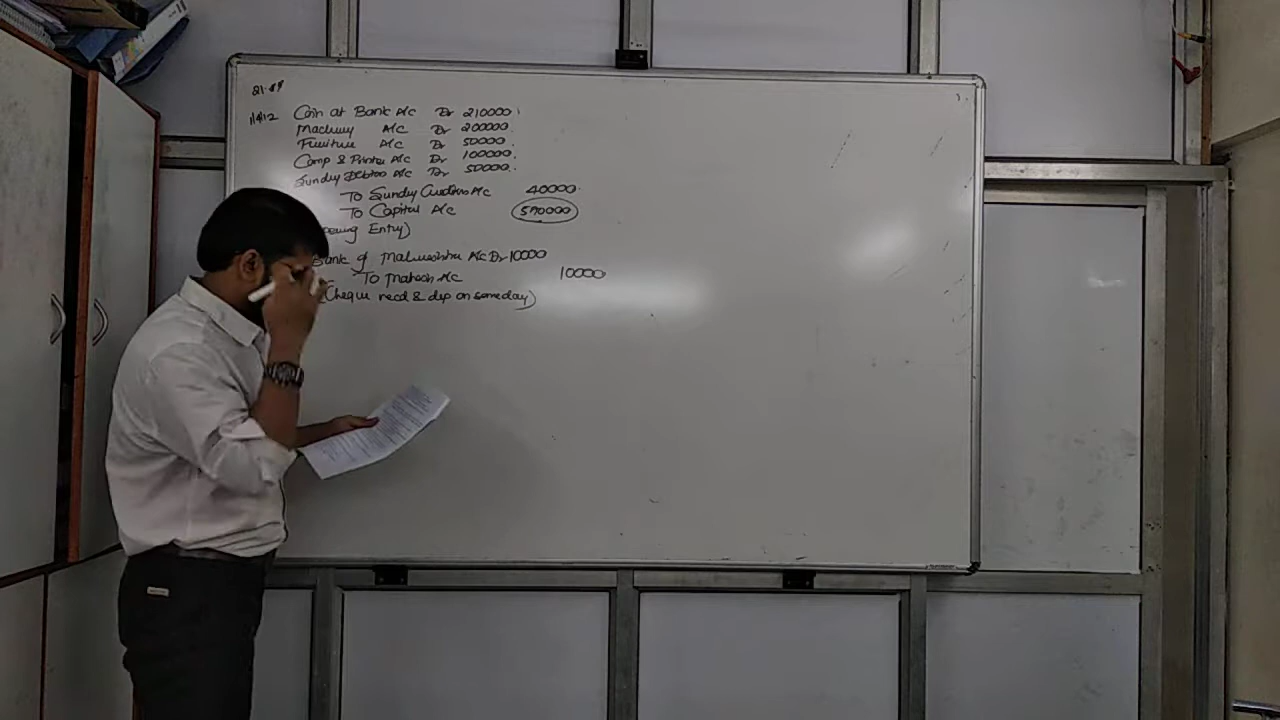 21.49
1/4/12 Cash at Bank A/c Dr 210000
Machinery A/C Dr 200000
Furniture A/C Dr 50000
Comp & Printer A/C Dr 100000
Sundry Debtors A/C Dr 50000
To Sundry Creditors A/c 40000
To Capital A/c 570000
Entry)
Bank of Maharashtra A/c Dr 10000
To Mahesh A/c 10000
(Cheque recd & dep on same day)